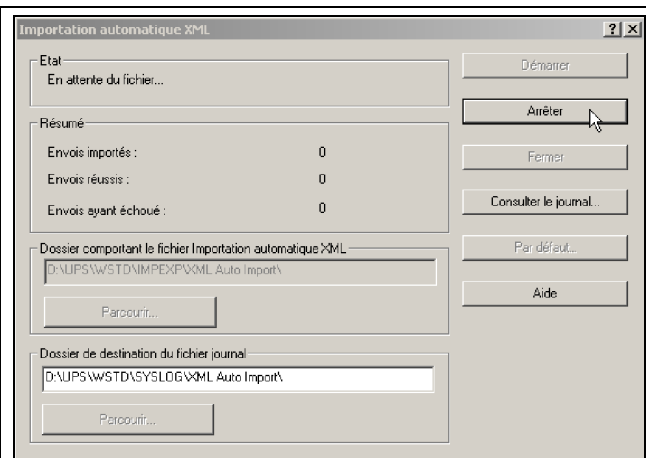 Importation automatique XML
Etat
En attente du fichier...
Résumé
Envois importés : 0
Envois réussis : 0
Envois ayant échoué : 0
Dossier comportant le fichier Importation automatique XML
D:\UPS\WSTD\IMPEXP\XML Auto Import\
Parcourir...
Dossier de destination du fichier journal
D:\UPS\WSTD\SYSLOG\XML Auto Import\
Parcourir...
Démarrer
Arrêter
Fermer
Consulter le journal...
Par défaut...
Aide